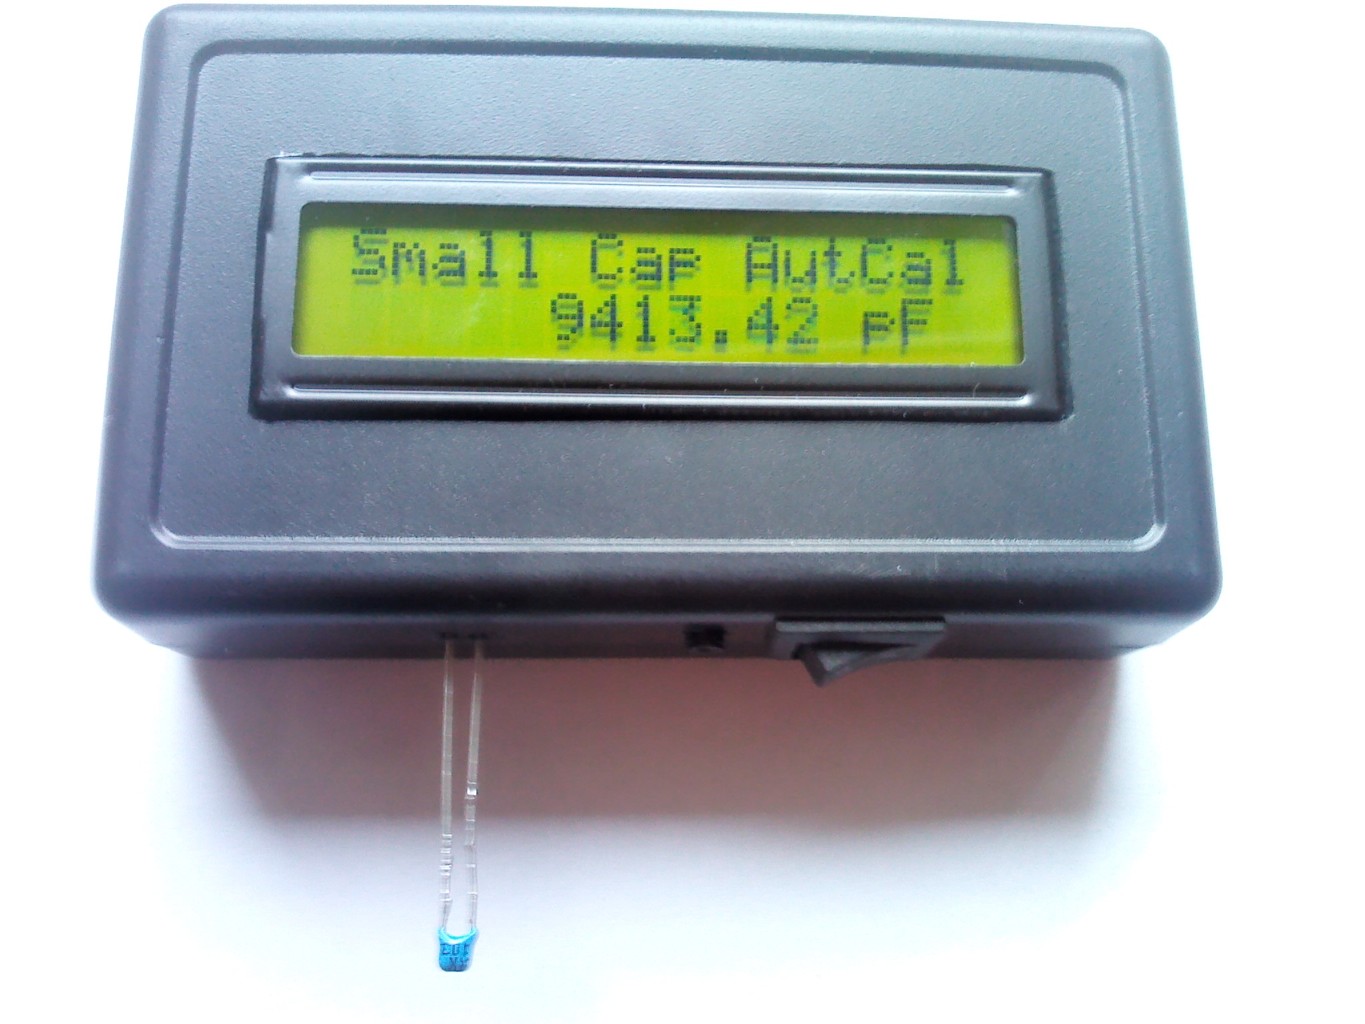 Small Cap AutCal
9413.42 pF